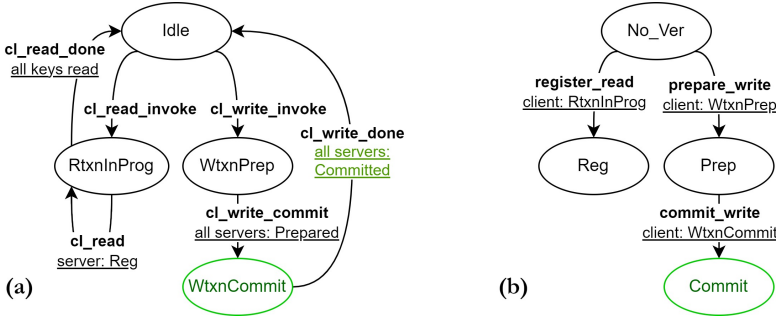 Idle
cl_read_done
all keys read
cl_read_invoke
cl_write_invoke
cl_write_done
all servers:
Committed
RtxnInProg
WtxnPrep
cl_read
server: Reg
cl_write_commit
all servers: Prepared
WtxnCommit
(a)
No_Ver
register_read
client: RtxnInProg
prepare_write
client: WtxnPrep
Reg
Prep
commit_write
client: WtxnCommit
Commit
(b)